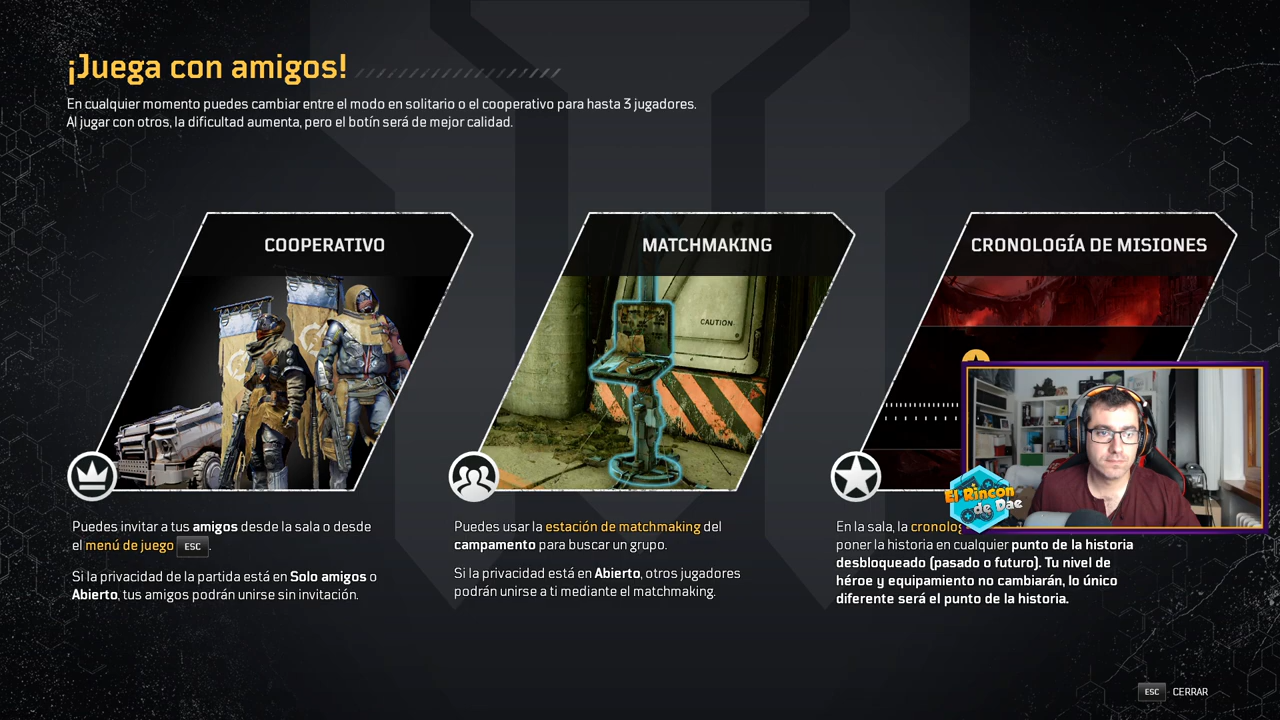 ¡Juega con amigos!
En cualquier momento puedes cambiar entre el modo en solitario o el cooperativo para hasta 3 jugadores.
Al jugar con otros, la dificultad aumenta, pero el botín será de mejor calidad.
COOPERATIVO
MATCHMAKING
CRONOLOGÍA DE MISIONES
CAUTION
Puedes invitar a tus amigos desde la sala o desde
el menú de juego ESC.
Si la privacidad de la partida está en Solo amigos o
Abierto, tus amigos podrán unirse sin invitación.
Puedes usar la estación de matchmaking del
campamento para buscar un grupo.
Si la privacidad está en Abierto, otros jugadores
podrán unirse a ti mediante el matchmaking.
En la sala, la
poner la historia en cualquier punto de la historia
desbloqueado (pasado o futuro). Tu nivel de
héroe y equipamiento no cambiarán, lo único
diferente será el punto de la historia.
El Rincon
de Dae
ESC CERRAR